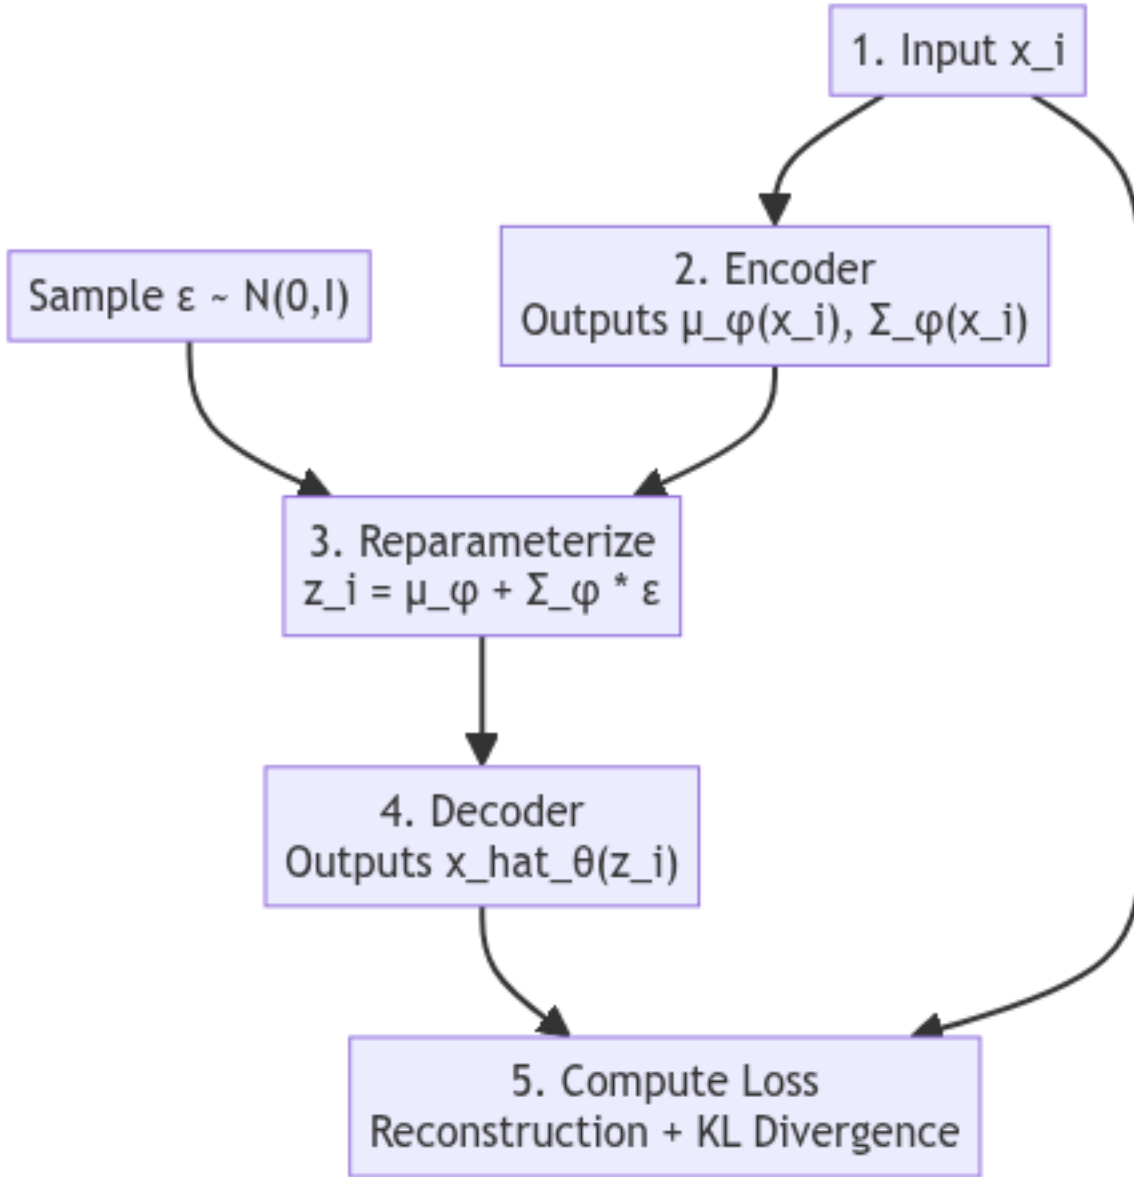 1. Input x_i
2. Encoder
Outputs μ_φ(x_i), Σ_φ(x_i)
Sample ε ~ N(0,I)
3. Reparameterize
z_i = μ_φ + Σ_φ * ε
4. Decoder
Outputs x_hat_θ(z_i)
5. Compute Loss
Reconstruction + KL Divergence